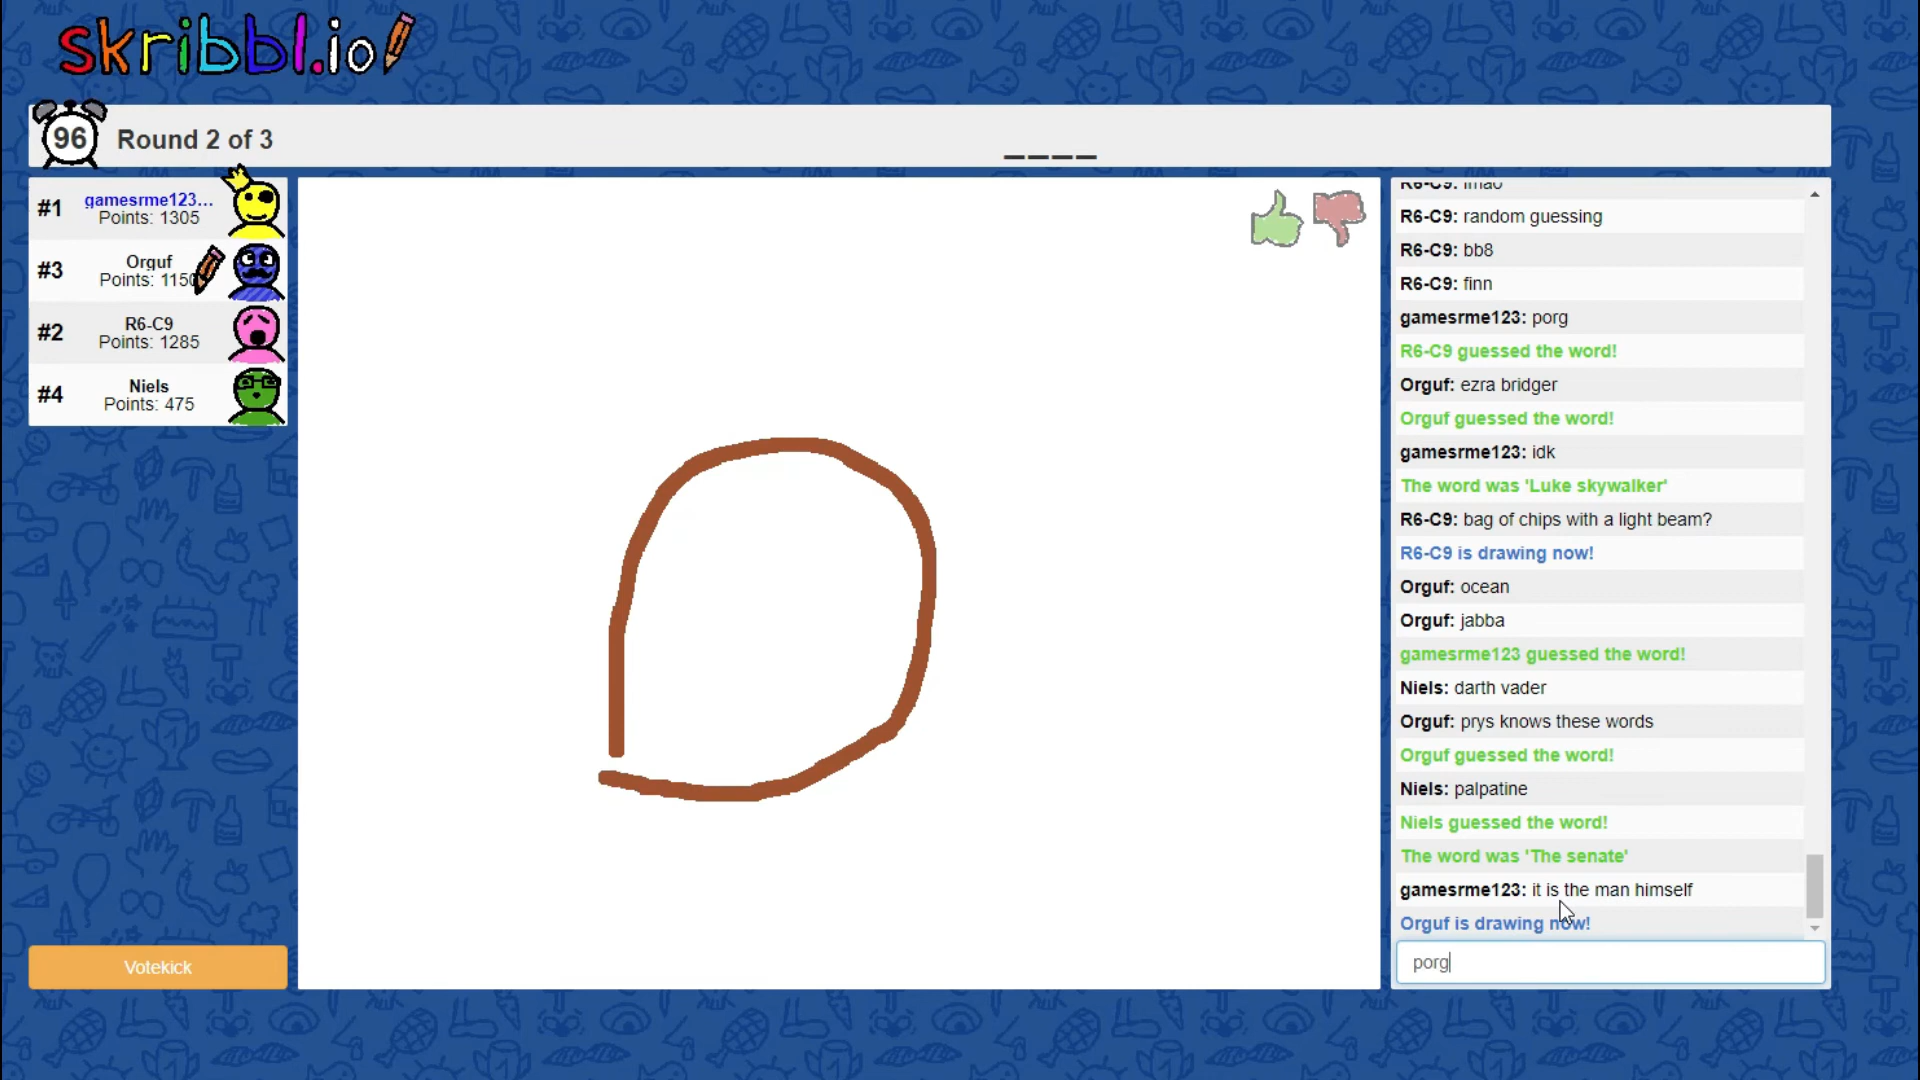 skribbl.io
96 Round 2 of 3
____
#1 gamesrme123...
Points: 1305
#3 Orguf
Points: 1150
#2 R6-C9
Points: 1285
#4 Niels
Points: 475
Votekick
R6-C9: lmao
R6-C9: random guessing
R6-C9: bb8
R6-C9: finn
gamesrme123: porg
R6-C9 guessed the word!
Orguf: ezra bridger
Orguf guessed the word!
gamesrme123: idk
The word was 'Luke skywalker'
R6-C9: bag of chips with a light beam?
R6-C9 is drawing now!
Orguf: ocean
Orguf: jabba
gamesrme123 guessed the word!
Niels: darth vader
Orguf: prys knows these words
Orguf guessed the word!
Niels: palpatine
Niels guessed the word!
The word was 'The senate'
gamesrme123: it is the man himself
Orguf is drawing now!
porg